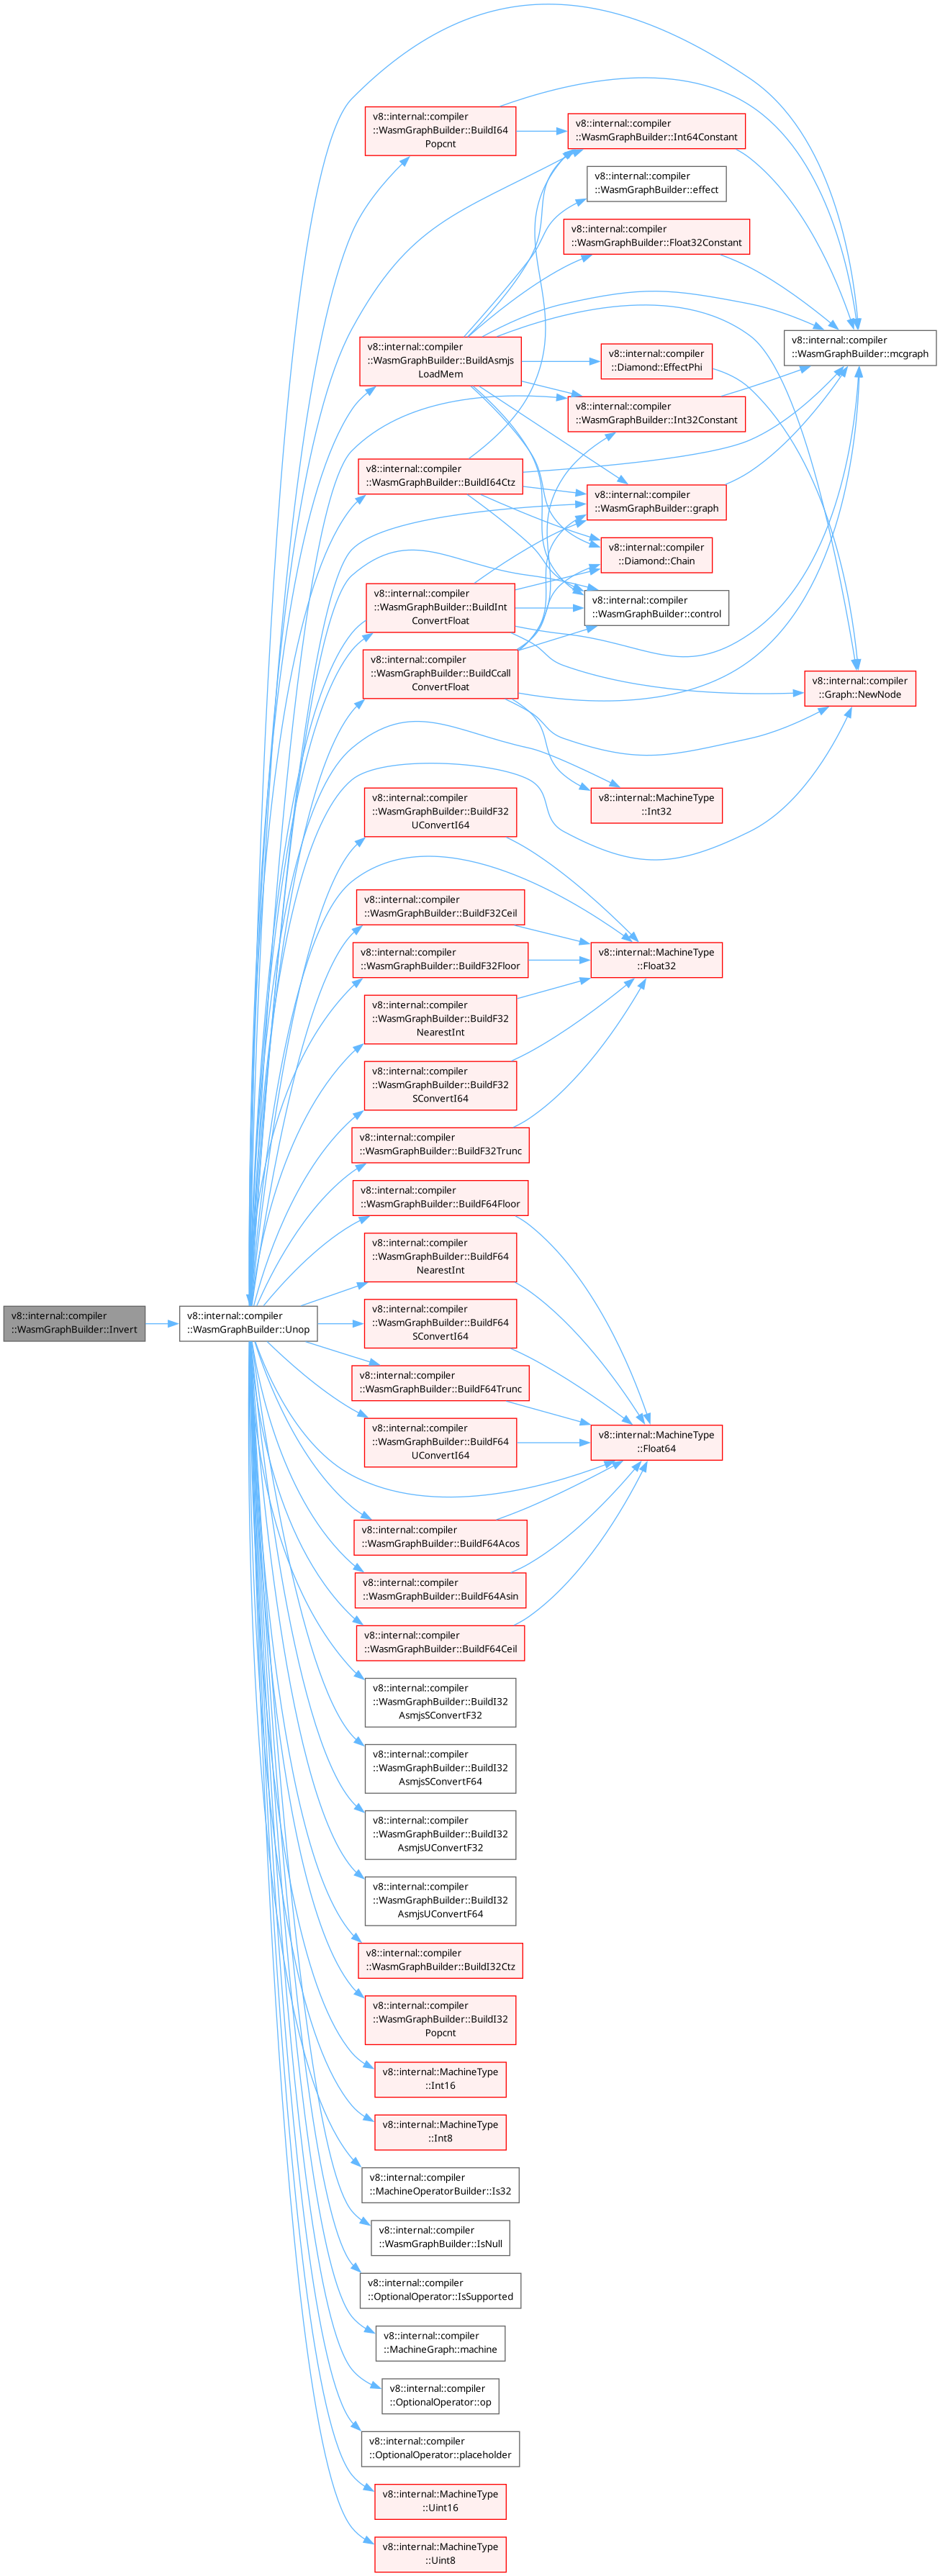 v8::internal::compiler
::WasmGraphBuilder::Invert
v8::internal::compiler
::WasmGraphBuilder::Unop
v8::internal::compiler
::WasmGraphBuilder::BuildI64
Popcnt
v8::internal::compiler
::WasmGraphBuilder::BuildAsmjs
LoadMem
v8::internal::compiler
::WasmGraphBuilder::BuildI64Ctz
v8::internal::compiler
::WasmGraphBuilder::BuildInt
ConvertFloat
v8::internal::compiler
::WasmGraphBuilder::BuildCcall
ConvertFloat
v8::internal::compiler
::WasmGraphBuilder::BuildF32
UConvertI64
v8::internal::compiler
::WasmGraphBuilder::BuildF32Ceil
v8::internal::compiler
::WasmGraphBuilder::BuildF32Floor
v8::internal::compiler
::WasmGraphBuilder::BuildF32
NearestInt
v8::internal::compiler
::WasmGraphBuilder::BuildF32
SConvertI64
v8::internal::compiler
::WasmGraphBuilder::BuildF32Trunc
v8::internal::compiler
::WasmGraphBuilder::BuildF64Floor
v8::internal::compiler
::WasmGraphBuilder::BuildF64
NearestInt
v8::internal::compiler
::WasmGraphBuilder::BuildF64
SConvertI64
v8::internal::compiler
::WasmGraphBuilder::BuildF64Trunc
v8::internal::compiler
::WasmGraphBuilder::BuildF64
UConvertI64
v8::internal::compiler
::WasmGraphBuilder::BuildF64Acos
v8::internal::compiler
::WasmGraphBuilder::BuildF64Asin
v8::internal::compiler
::WasmGraphBuilder::BuildF64Ceil
v8::internal::compiler
::WasmGraphBuilder::BuildI32
AsmjsSConvertF32
v8::internal::compiler
::WasmGraphBuilder::BuildI32
AsmjsSConvertF64
v8::internal::compiler
::WasmGraphBuilder::BuildI32
AsmjsUConvertF32
v8::internal::compiler
::WasmGraphBuilder::BuildI32
AsmjsUConvertF64
v8::internal::compiler
::WasmGraphBuilder::BuildI32Ctz
v8::internal::compiler
::WasmGraphBuilder::BuildI32
Popcnt
v8::internal::MachineType
::Int16
v8::internal::MachineType
::Int8
v8::internal::compiler
::MachineOperatorBuilder::Is32
v8::internal::compiler
::WasmGraphBuilder::IsNull
v8::internal::compiler
::OptionalOperator::IsSupported
v8::internal::compiler
::MachineGraph::machine
v8::internal::compiler
::OptionalOperator::op
v8::internal::compiler
::OptionalOperator::placeholder
v8::internal::MachineType
::Uint16
v8::internal::MachineType
::Uint8
v8::internal::compiler
::WasmGraphBuilder::Int64Constant
v8::internal::compiler
::WasmGraphBuilder::effect
v8::internal::compiler
::WasmGraphBuilder::Float32Constant
v8::internal::compiler
::Diamond::EffectPhi
v8::internal::compiler
::WasmGraphBuilder::Int32Constant
v8::internal::compiler
::WasmGraphBuilder::graph
v8::internal::compiler
::Diamond::Chain
v8::internal::compiler
::WasmGraphBuilder::control
v8::internal::MachineType
::Int32
v8::internal::MachineType
::Float32
v8::internal::MachineType
::Float64
v8::internal::compiler
::WasmGraphBuilder::mcgraph
v8::internal::compiler
::Graph::NewNode